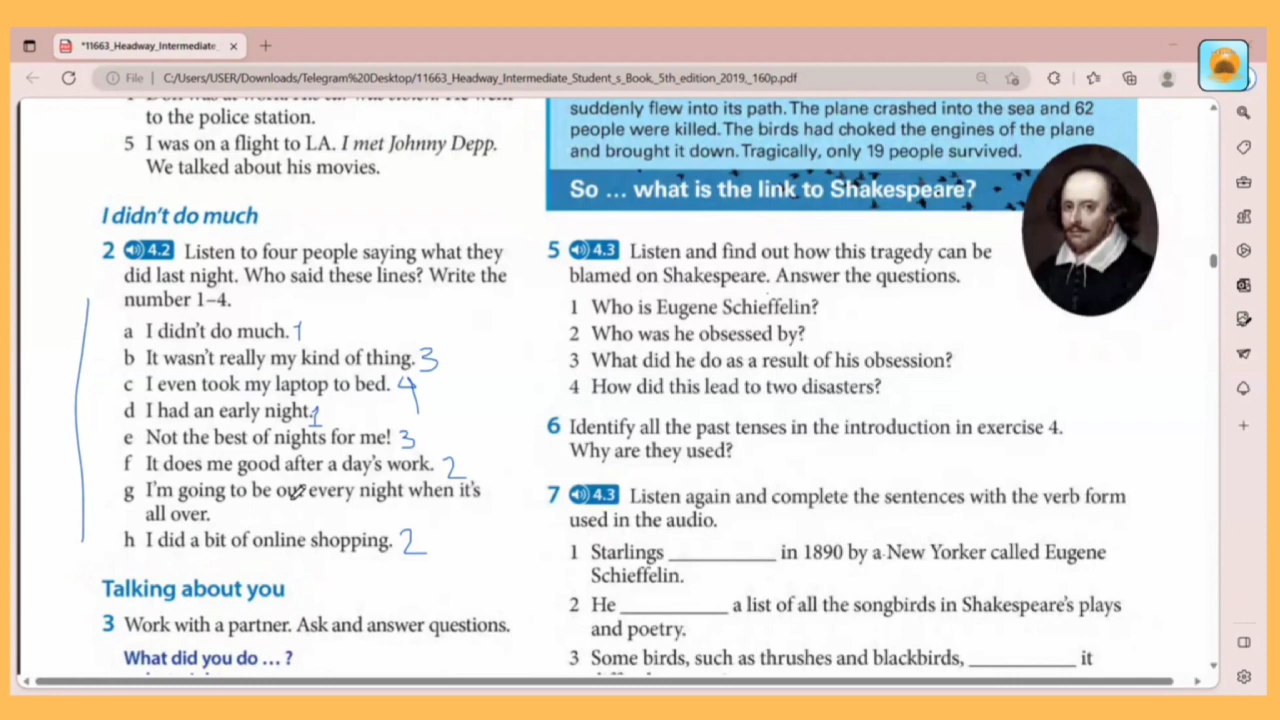 *11663_Headway_Intermediate_
File | C:/Users/USER/Downloads/Telegram%20Desktop/11663_Headway_Intermediate_Student_s_Book_5th_edition_2019._160p.pdf
to the police station.
5 I was on a flight to LA. I met Johnny Depp.
We talked about his movies.
I didn't do much
2 4.2 Listen to four people saying what they
did last night. Who said these lines? Write the
number 1–4.
a I didn't do much. 1
b It wasn't really my kind of thing. 3
c I even took my laptop to bed. 4
d I had an early night. 1
e Not the best of nights for me! 3
f It does me good after a day's work. 2
g I'm going to be out every night when it's
all over.
h I did a bit of online shopping. 2
Talking about you
3 Work with a partner. Ask and answer questions.
What did you do … ?
suddenly flew into its path. The plane crashed into the sea and 62
people were killed. The birds had choked the engines of the plane
and brought it down. Tragically, only 19 people survived.
So … what is the link to Shakespeare?
5 4.3 Listen and find out how this tragedy can be
blamed on Shakespeare. Answer the questions.
1 Who is Eugene Schieffelin?
2 Who was he obsessed by?
3 What did he do as a result of his obsession?
4 How did this lead to two disasters?
6 Identify all the past tenses in the introduction in exercise 4.
Why are they used?
7 4.3 Listen again and complete the sentences with the verb form
used in the audio.
1 Starlings __________ in 1890 by a New Yorker called Eugene
Schieffelin.
2 He __________ a list of all the songbirds in Shakespeare's plays
and poetry.
3 Some birds, such as thrushes and blackbirds, __________ it